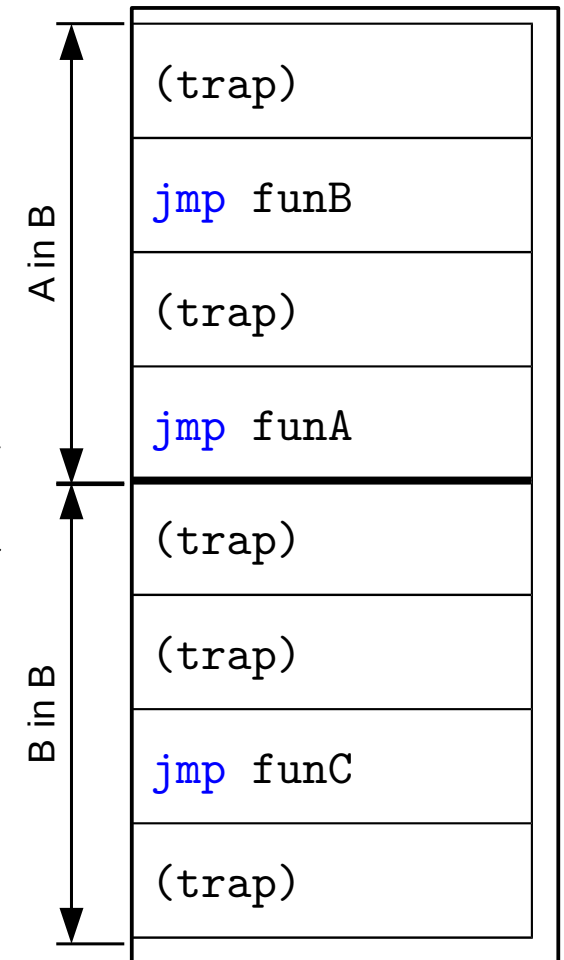 A in B
(trap)
jmp funB
(trap)
jmp funA
B in B
(trap)
(trap)
jmp funC
(trap)